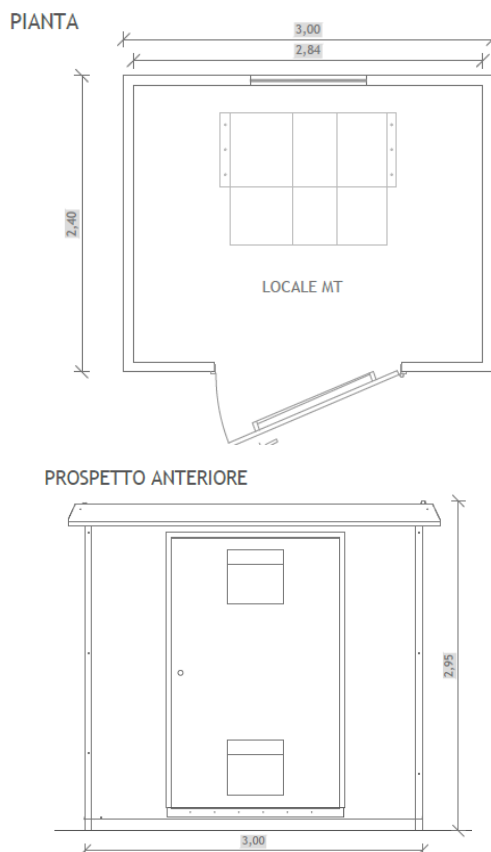 PIANTA
3,00
2,84
2,40
LOCALE MT
PROSPETTO ANTERIORE
2,95
3,00